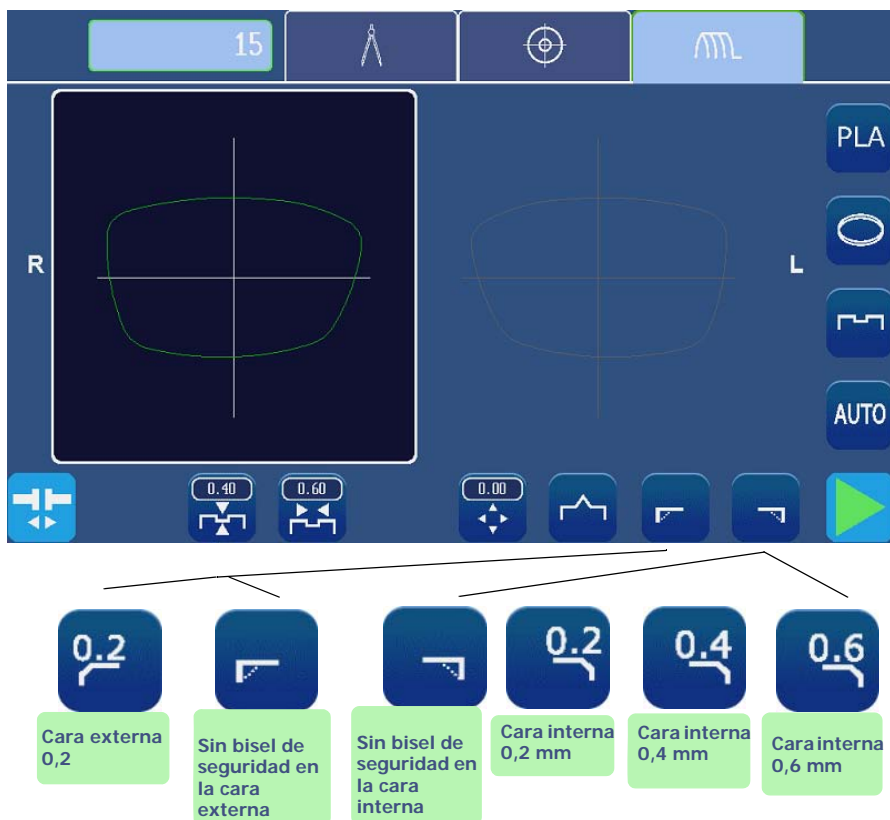 15
PLA
R
L
AUTO
0.40
0.60
0.00
0.2
0.2
0.4
0.6
Cara externa
0,2
Sin bisel de
seguridad en
la cara
externa
Sin bisel de
seguridad en
la cara
interna
Cara interna
0,2 mm
Cara interna
0,4 mm
Cara interna
0,6 mm